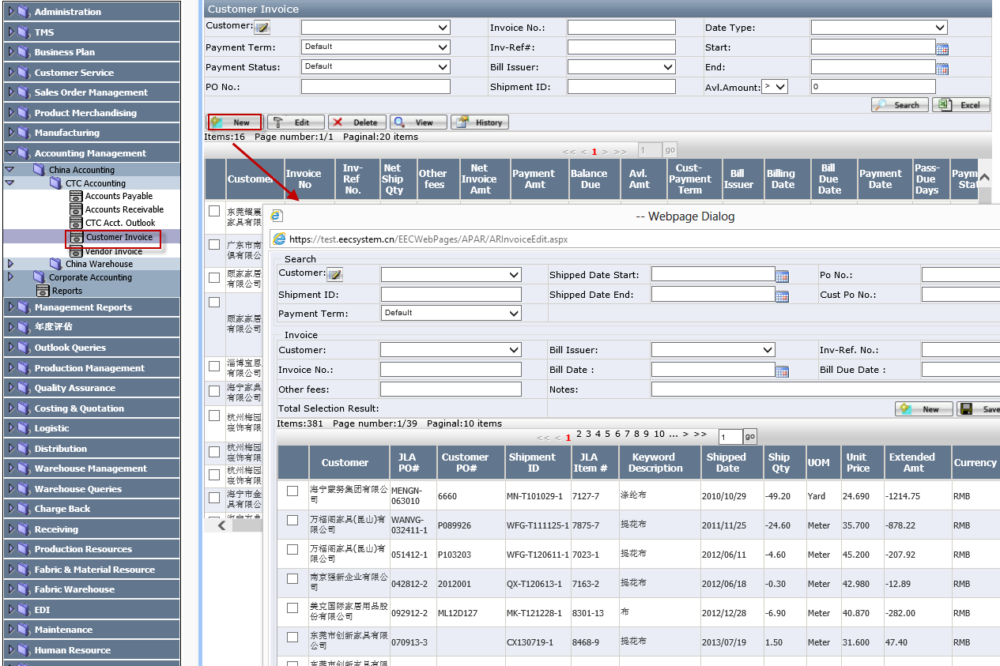 Administration
TMS
Business Plan
Customer Service
Sales Order Management
Product Merchandising
Manufacturing
Accounting Management
China Accounting
CTC Accounting
Accounts Payable
Accounts Receivable
CTC Acct. Outlook
Customer Invoice
Vendor Invoice
China Warehouse
Corporate Accounting
Reports
Management Reports
年度评估
Outlook Queries
Production Management
Quality Assurance
Costing & Quotation
Logistic
Distribution
Warehouse Management
Warehouse Queries
Charge Back
Receiving
Production Resources
Fabric & Material Resource
Fabric Warehouse
EDI
Maintenance
Human Resource
Customer Invoice
Customer: Invoice No.: Date Type:
Payment Term: Default Inv-Ref#: Start:
Payment Status: Default Bill Issuer: End:
PO No.: Shipment ID: Avl.Amount: > 0
Search Excel
New Edit Delete View History
Items:16 Page number:1/1 Paginal:20 items
<< < 1 > >> 1 go
Customer Invoice No Inv-Ref No. Net Ship Qty Other fees Net Invoice Amt Payment Amt Balance Due Avl. Amt Cust-Payment Term Bill Issuer Billing Date Bill Due Date Payment Date Pass-Due Days Paym Stat
东莞耀震
家具有限
广东市南
俱有限公
顾家家居
有限公司
顾家家居
有限公司
淄博宝恩
有限公司
海宁家典
有限公司
杭州梅园
寝饰有限
杭州梅园
寝饰有限
杭州梅园
寝饰有限
海宁市金
具有限公
-- Webpage Dialog
https://test.eecsystem.cn/EECWebPages/APAR/ARInvoiceEdit.aspx
Search
Customer: Shipped Date Start: Po No.:
Shipment ID: Shipped Date End: Cust Po No.:
Payment Term: Default
Invoice
Customer: Bill Issuer: Inv-Ref. No.:
Invoice No.: Bill Date : Bill Due Date :
Other fees: Notes:
Total Selection Result: New Save
Items:381 Page number:1/39 Paginal:10 items
<< < 1 2 3 4 5 6 7 8 9 10 ... > >> 1 go
Customer JLA PO# Customer PO# Shipment ID JLA Item # Keyword Description Shipped Date Ship Qty UOM Unit Price Extended Amt Currency
海宁蒙努集团有限公司 MENGN-063010 6660 MN-T101029-1 7127-7 涤纶布 2010/10/29 -49.20 Yard 24.690 -1214.75 RMB
万福阁家具(昆山)有限公司 WANVG-032411-1 P089926 WFG-T111125-1 7875-7 提花布 2011/11/25 -24.60 Meter 35.700 -878.22 RMB
万福阁家具(昆山)有限公司 051412-1 P103203 WFG-T120611-1 7023-1 提花布 2012/06/11 -4.60 Meter 45.200 -207.92 RMB
南京强新企业有限公司 042812-2 2012001 QX-T120613-1 7163-2 提花布 2012/06/18 -0.30 Meter 42.980 -12.89 RMB
美克国际家居用品股份有限公司 092912-2 ML12D127 MK-T121228-1 8301-13 布 2012/12/28 -6.90 Meter 40.870 -282.00 RMB
东莞市创新家具有限公司 070913-3 CX130719-1 8468-9 提花布 2013/07/19 1.50 Meter 31.600 47.40 RMB
东莞市创新家具有限